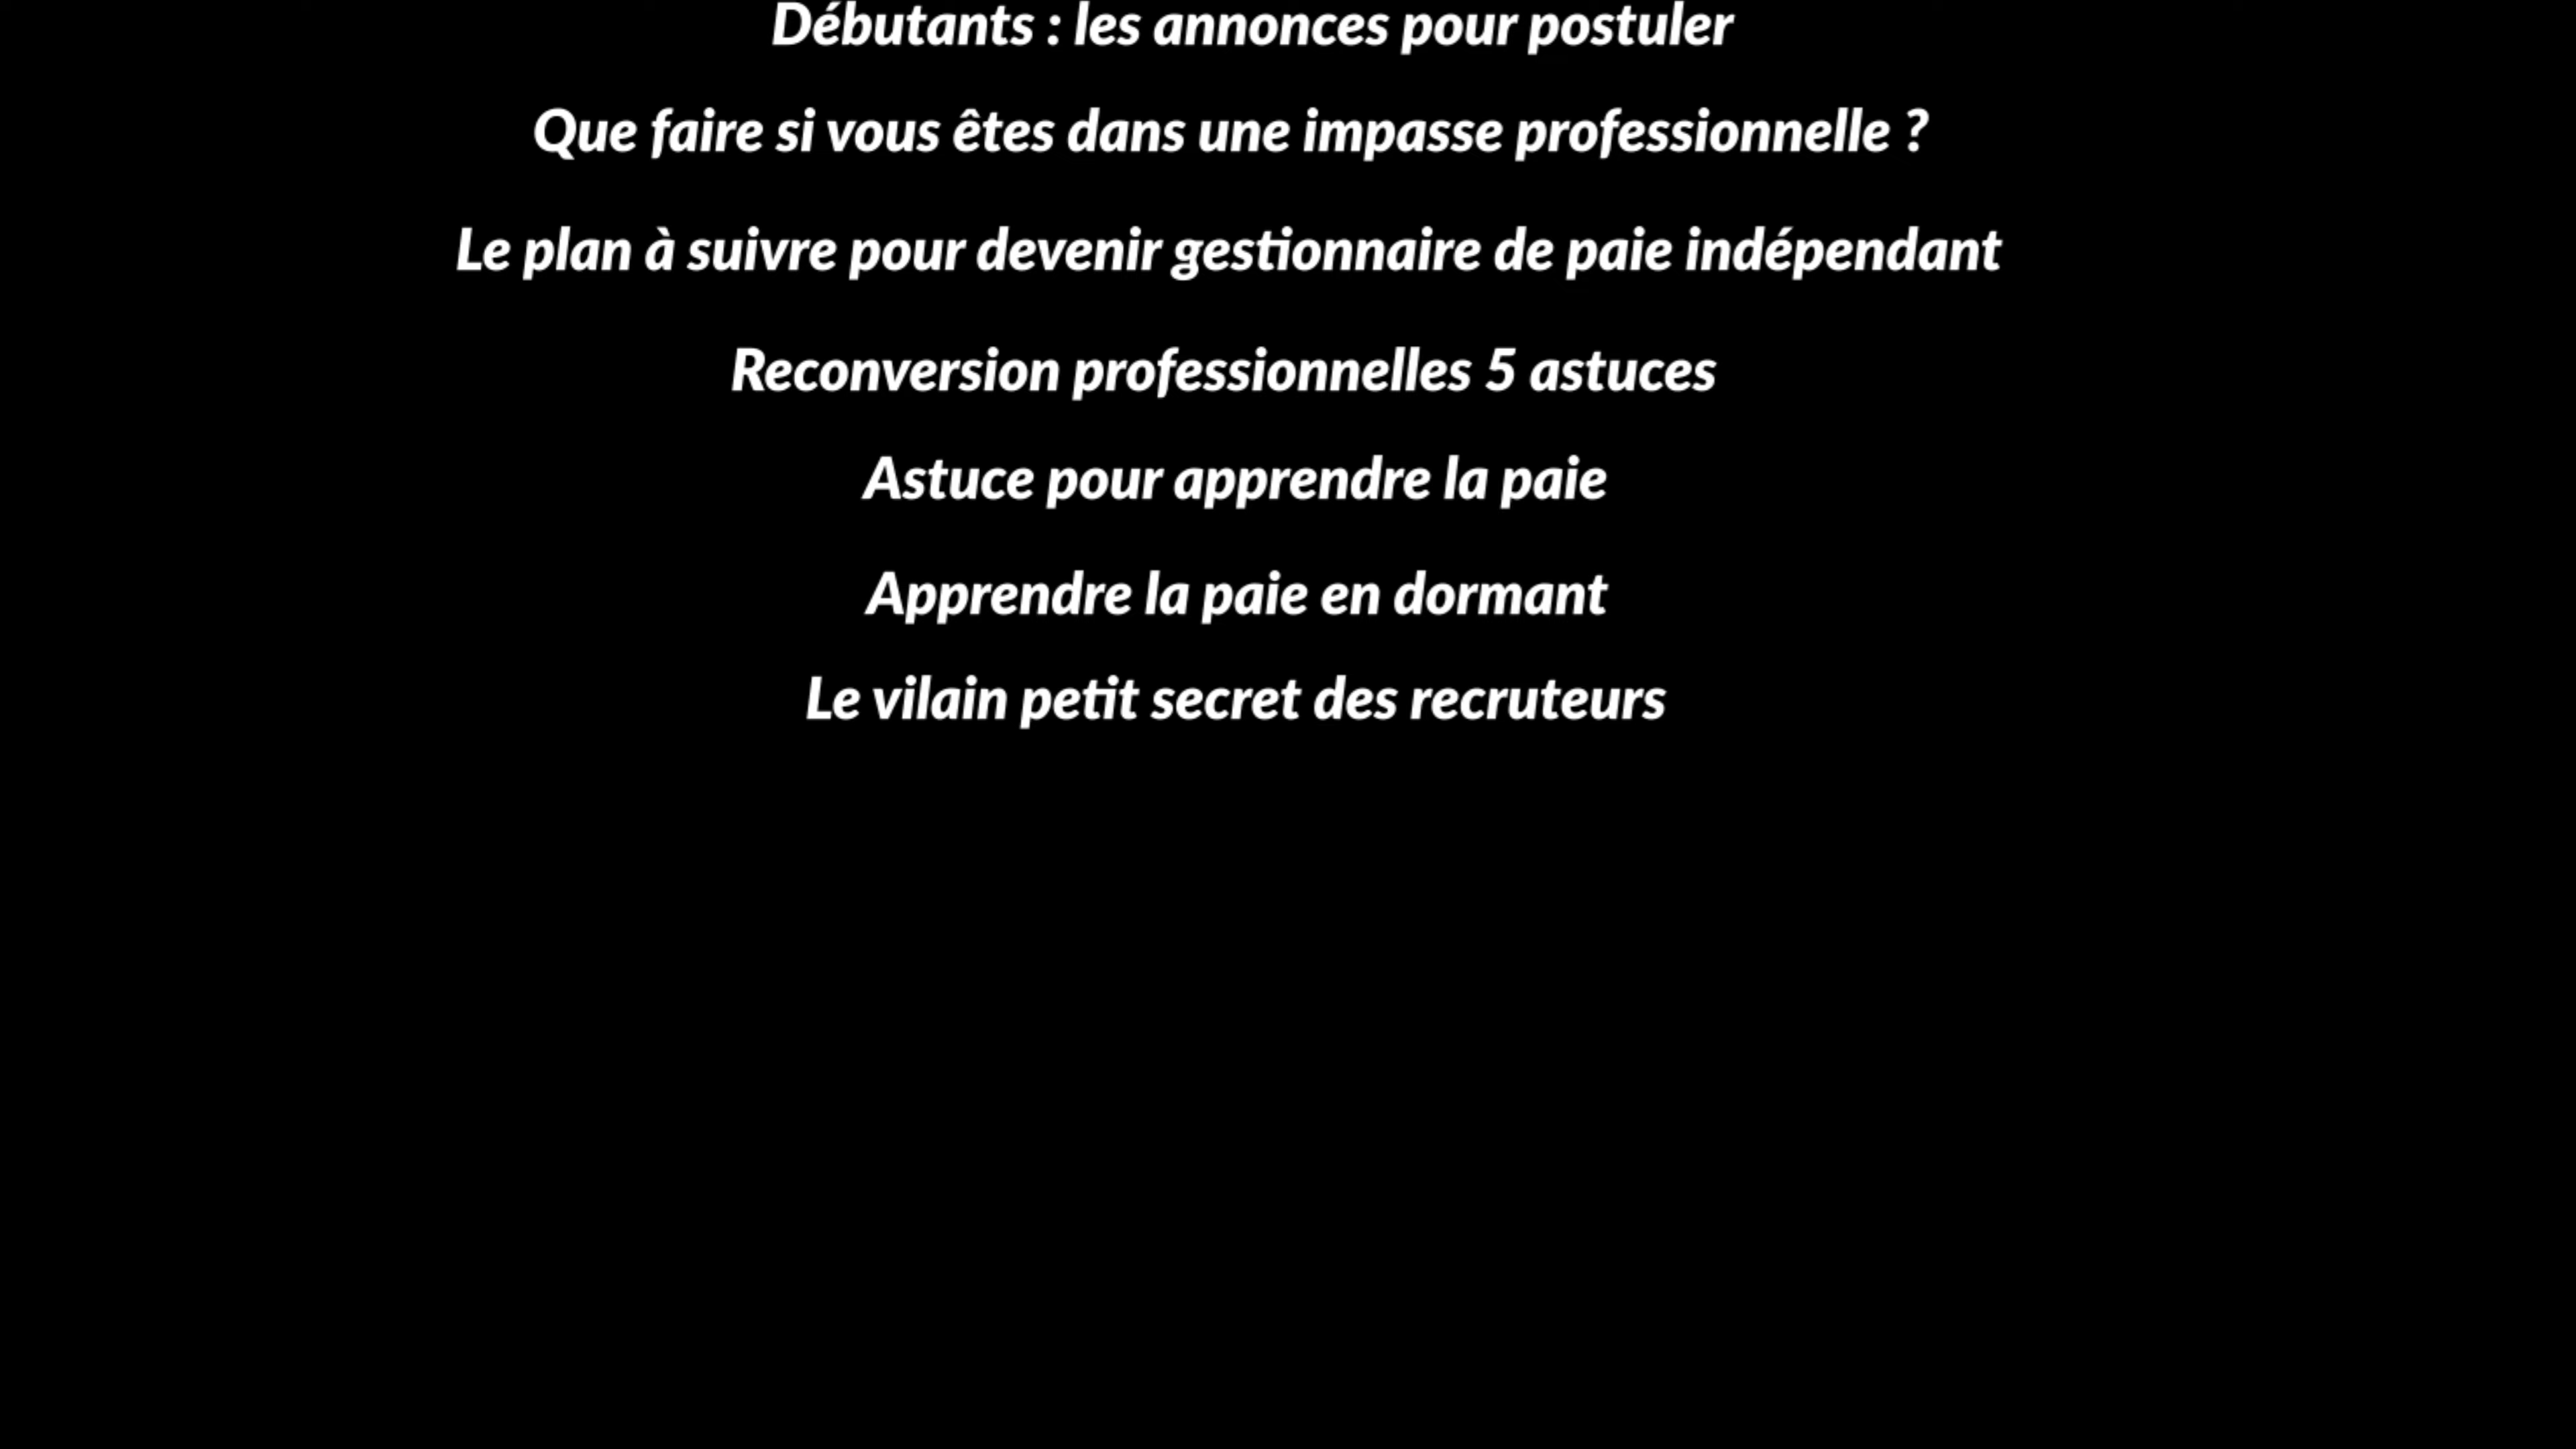 Débutants : les annonces pour postuler
Que faire si vous êtes dans une impasse professionnelle ?
Le plan à suivre pour devenir gestionnaire de paie indépendant
Reconversion professionnelles 5 astuces
Astuce pour apprendre la paie
Apprendre la paie en dormant
Le vilain petit secret des recruteurs